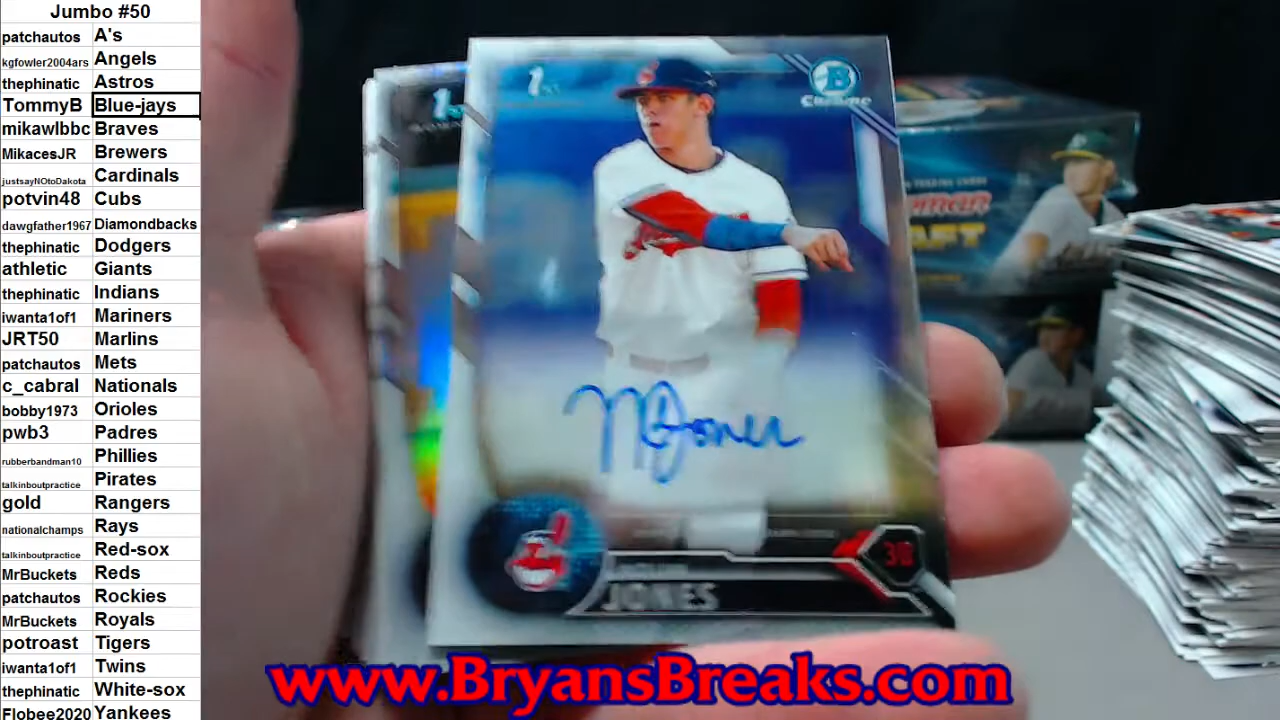 Jumbo #50
patchautos A's
kgfowler2004ars Angels
thephinatic Astros
TommyB Blue-jays
mikawlbbc Braves
MikacesJR Brewers
justsayNOtoDakota Cardinals
potvin48 Cubs
dawgfather1967 Diamondbacks
thephinatic Dodgers
athletic Giants
thephinatic Indians
iwanta1of1 Mariners
JRT50 Marlins
patchautos Mets
c_cabral Nationals
bobby1973 Orioles
pwb3 Padres
rubberbandman10 Phillies
talkinboutpractice Pirates
gold Rangers
nationalchamps Rays
talkinboutpractice Red-sox
MrBuckets Reds
patchautos Rockies
MrBuckets Royals
potroast Tigers
iwanta1of1 Twins
thephinatic White-sox
Flobee2020 Yankees
1st
B
Chrome
JONES
www.BryansBreaks.com